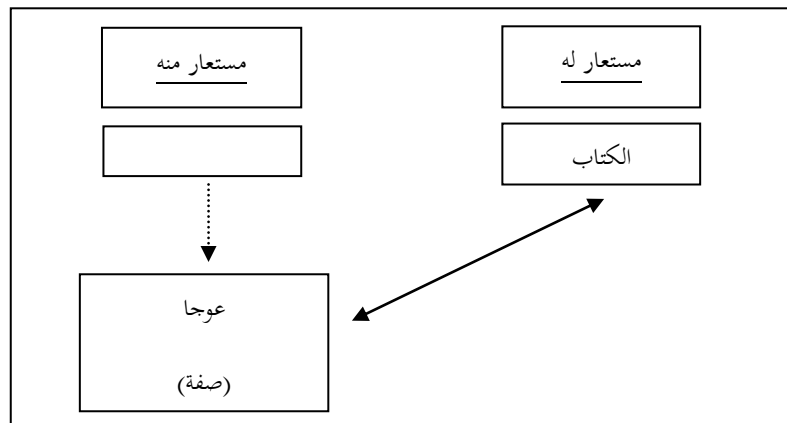 مستعار له
مستعار منه
الكتاب
عوجا
(صفة)